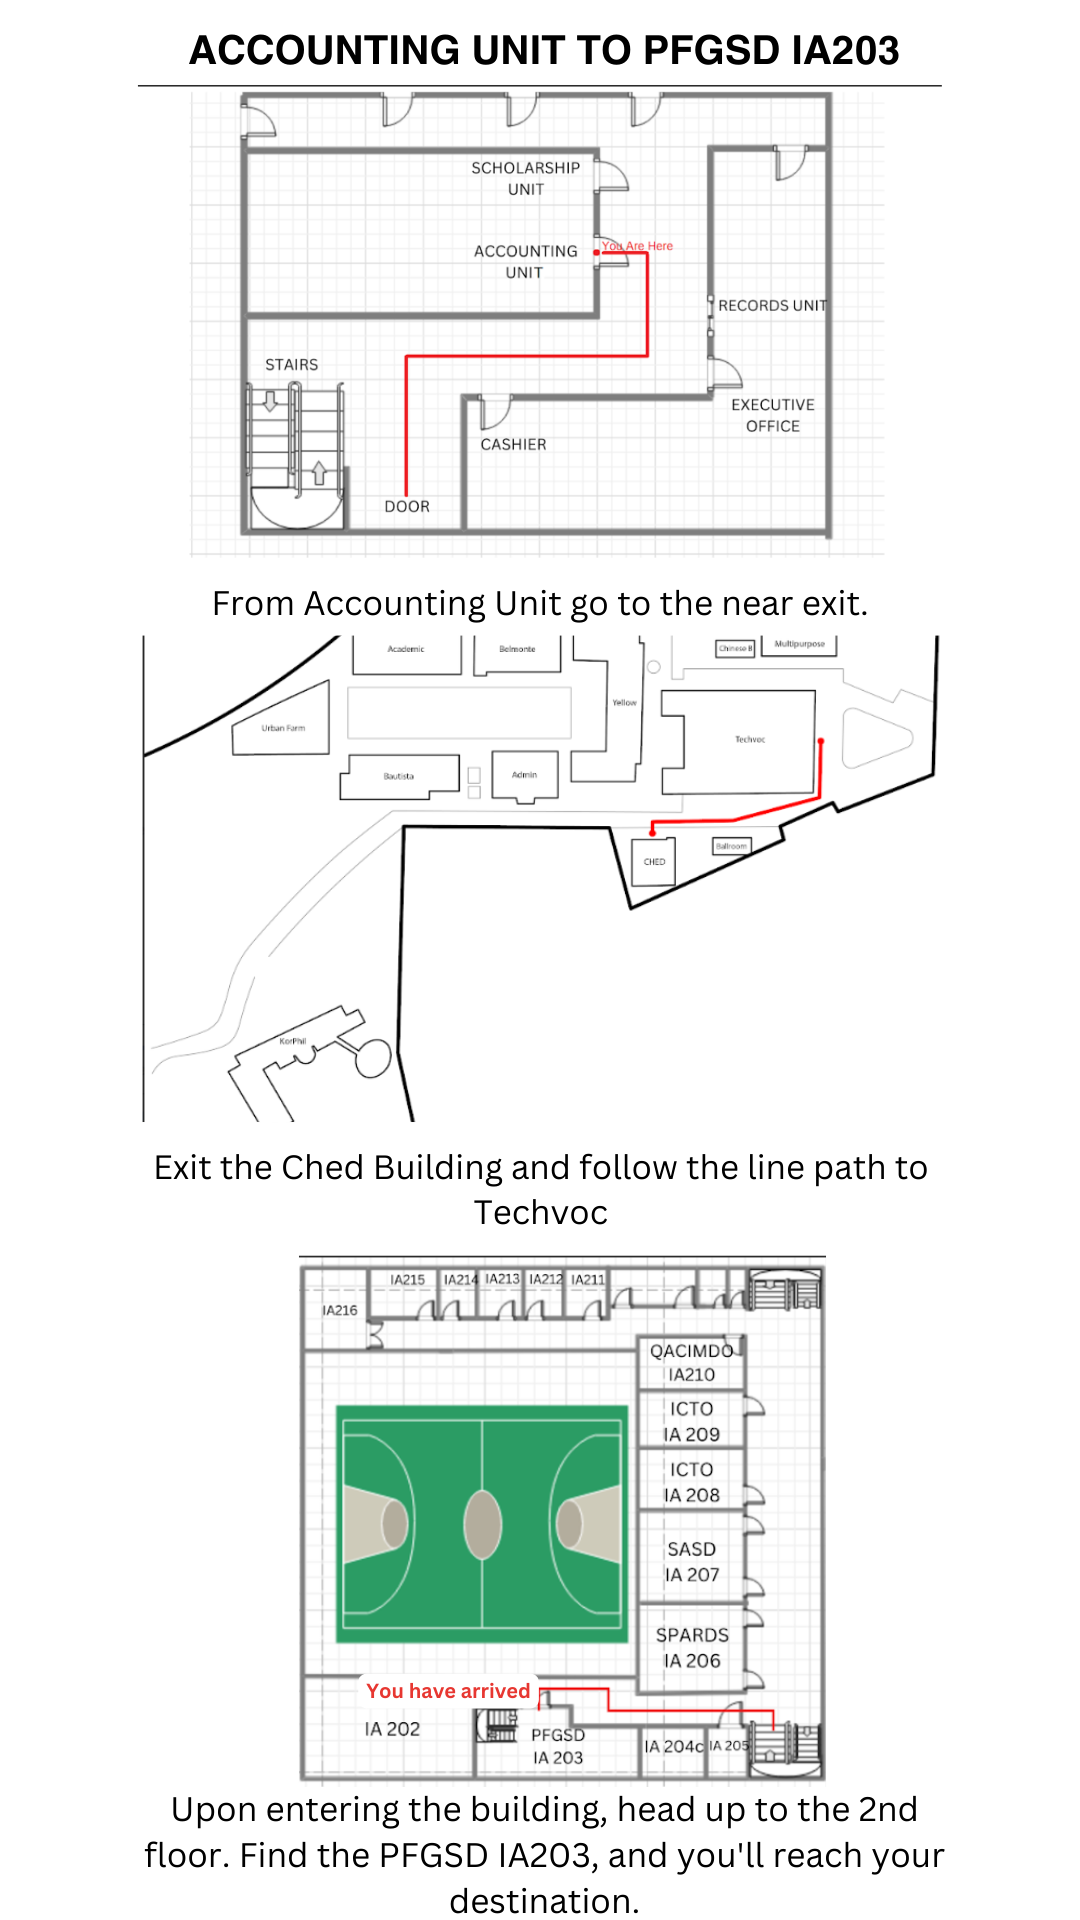 ACCOUNTING UNIT TO PFGSD IA203
SCHOLARSHIP
UNIT
You Are Here
ACCOUNTING
UNIT
RECORDS UNIT
STAIRS
EXECUTIVE
OFFICE
CASHIER
DOOR
From Accounting Unit go to the near exit.
Academic
Belmonte
Chinese B
Multipurpose
Yellow
Urban Farm
Techvoc
Bautista
Admin
CHED
Ballroom
KorPhil
Exit the Ched Building and follow the line path to
Techvoc
IA215
IA214
IA213
IA212
IA211
IA216
QACIMDO
IA210
ICTO
IA 209
ICTO
IA 208
SASD
IA 207
SPARDS
IA 206
You have arrived
IA 202
PFGSD
IA 203
IA 204c
IA 205
Upon entering the building, head up to the 2nd
floor. Find the PFGSD IA203, and you'll reach your
destination.